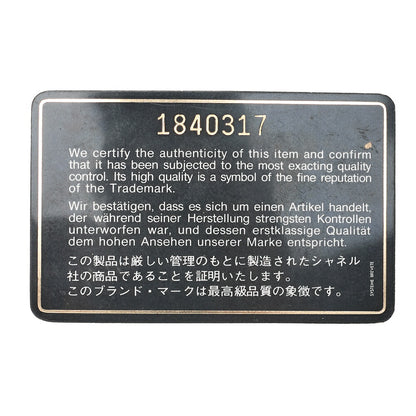 1840317
We certify the authenticity of this item and confirm
that it has been subjected to the most exacting quality
control. Its high quality is a symbol of the fine reputation
of the Trademark.
Wir bestätigen, dass es sich um einen Artikel handelt,
der während seiner Herstellung strengsten Kontrollen
unterworfen war, und dessen erstklassige Qualität
dem hohen Ansehen unserer Marke entspricht.
この製品は厳しい管理のもとに製造されたシャネル
社の商品であることを証明いたします。
このブランド・マークは最高級品質の象徴です。
SYSTEME BREVETE